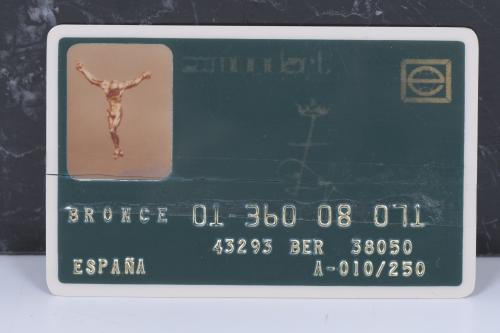 BRONCE 01-360 08 071
43293 BER 38050
ESPAÑA A-010/250